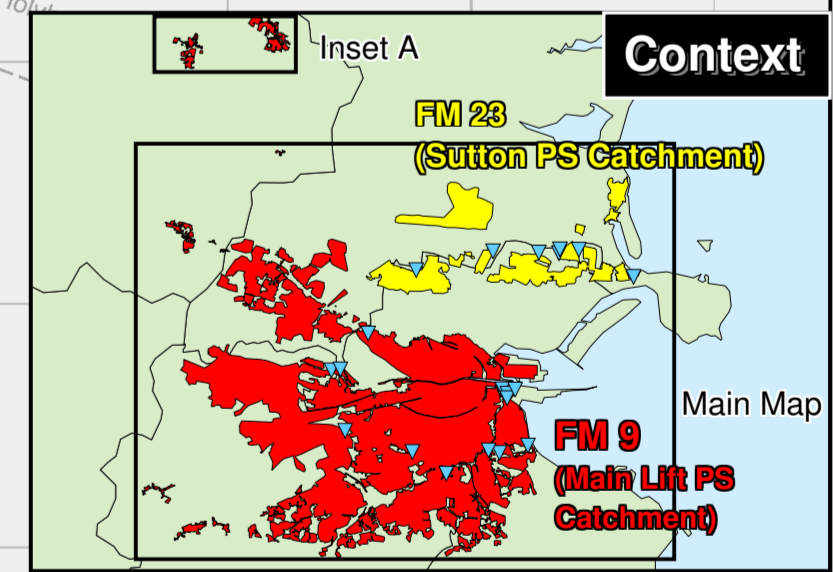 Context
Inset A
FM 23
(Sutton PS Catchment)
Main Map
FM 9
(Main Lift PS
Catchment)